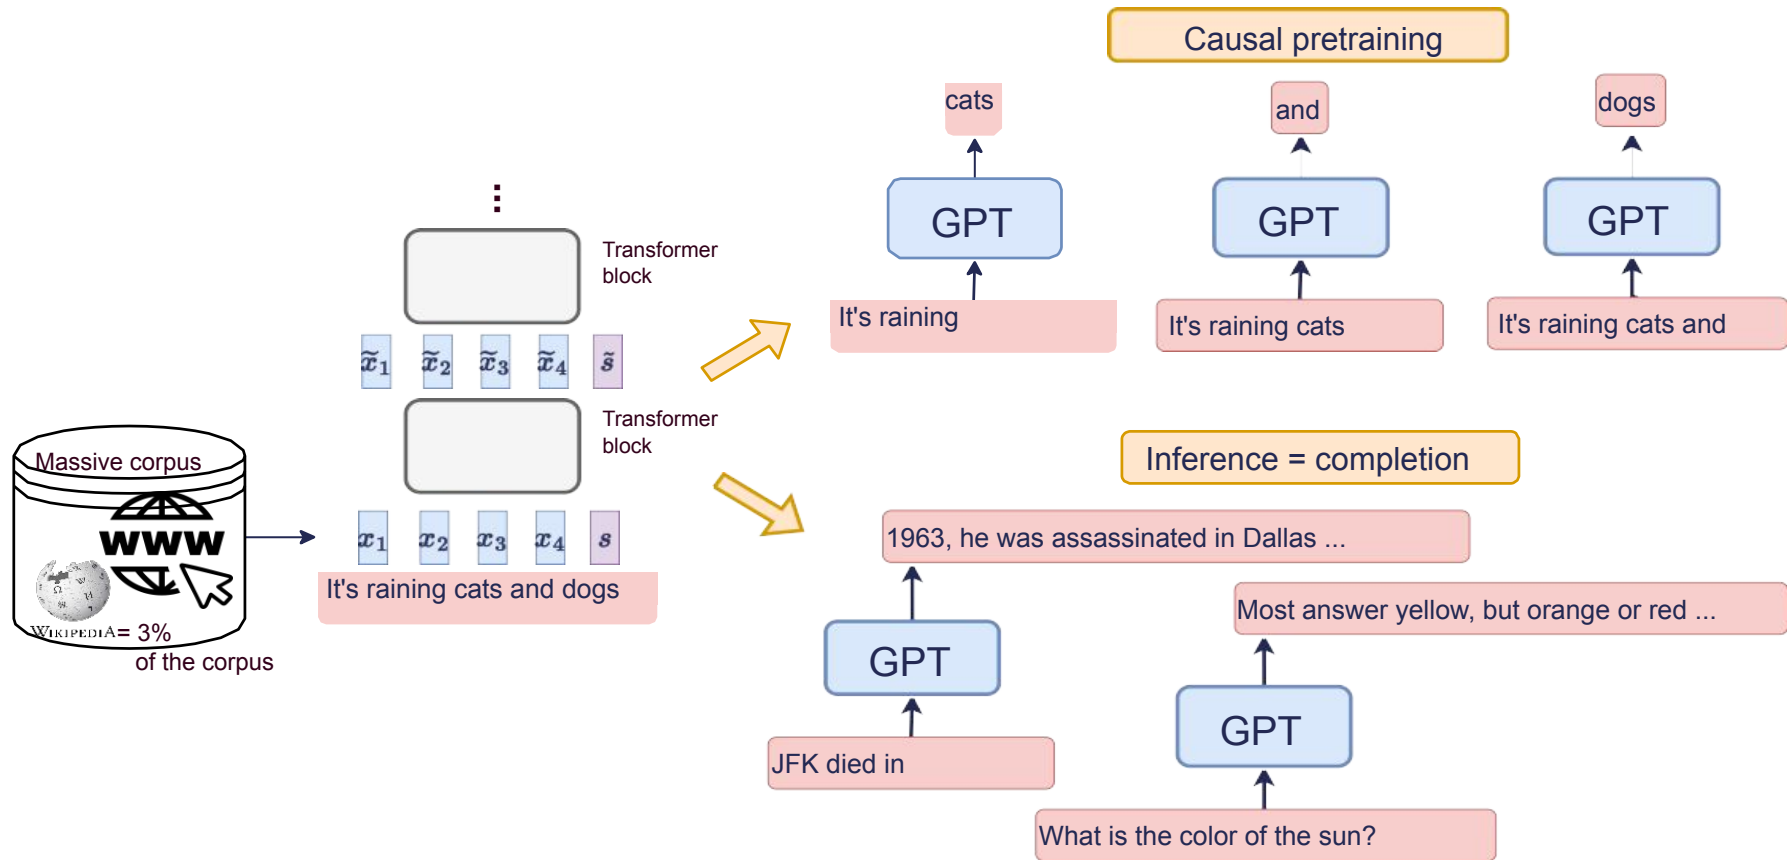 Causal pretraining
cats
and
dogs
GPT
GPT
GPT
It's raining
It's raining cats
It's raining cats and
⋮
Transformer
block
x̃₁ x̃₂ x̃₃ x̃₄ s̃
Transformer
block
x₁ x₂ x₃ x₄ s
It's raining cats and dogs
Massive corpus
www
WIKIPEDIA = 3%
of the corpus
Inference = completion
1963, he was assassinated in Dallas ...
GPT
JFK died in
Most answer yellow, but orange or red ...
GPT
What is the color of the sun?